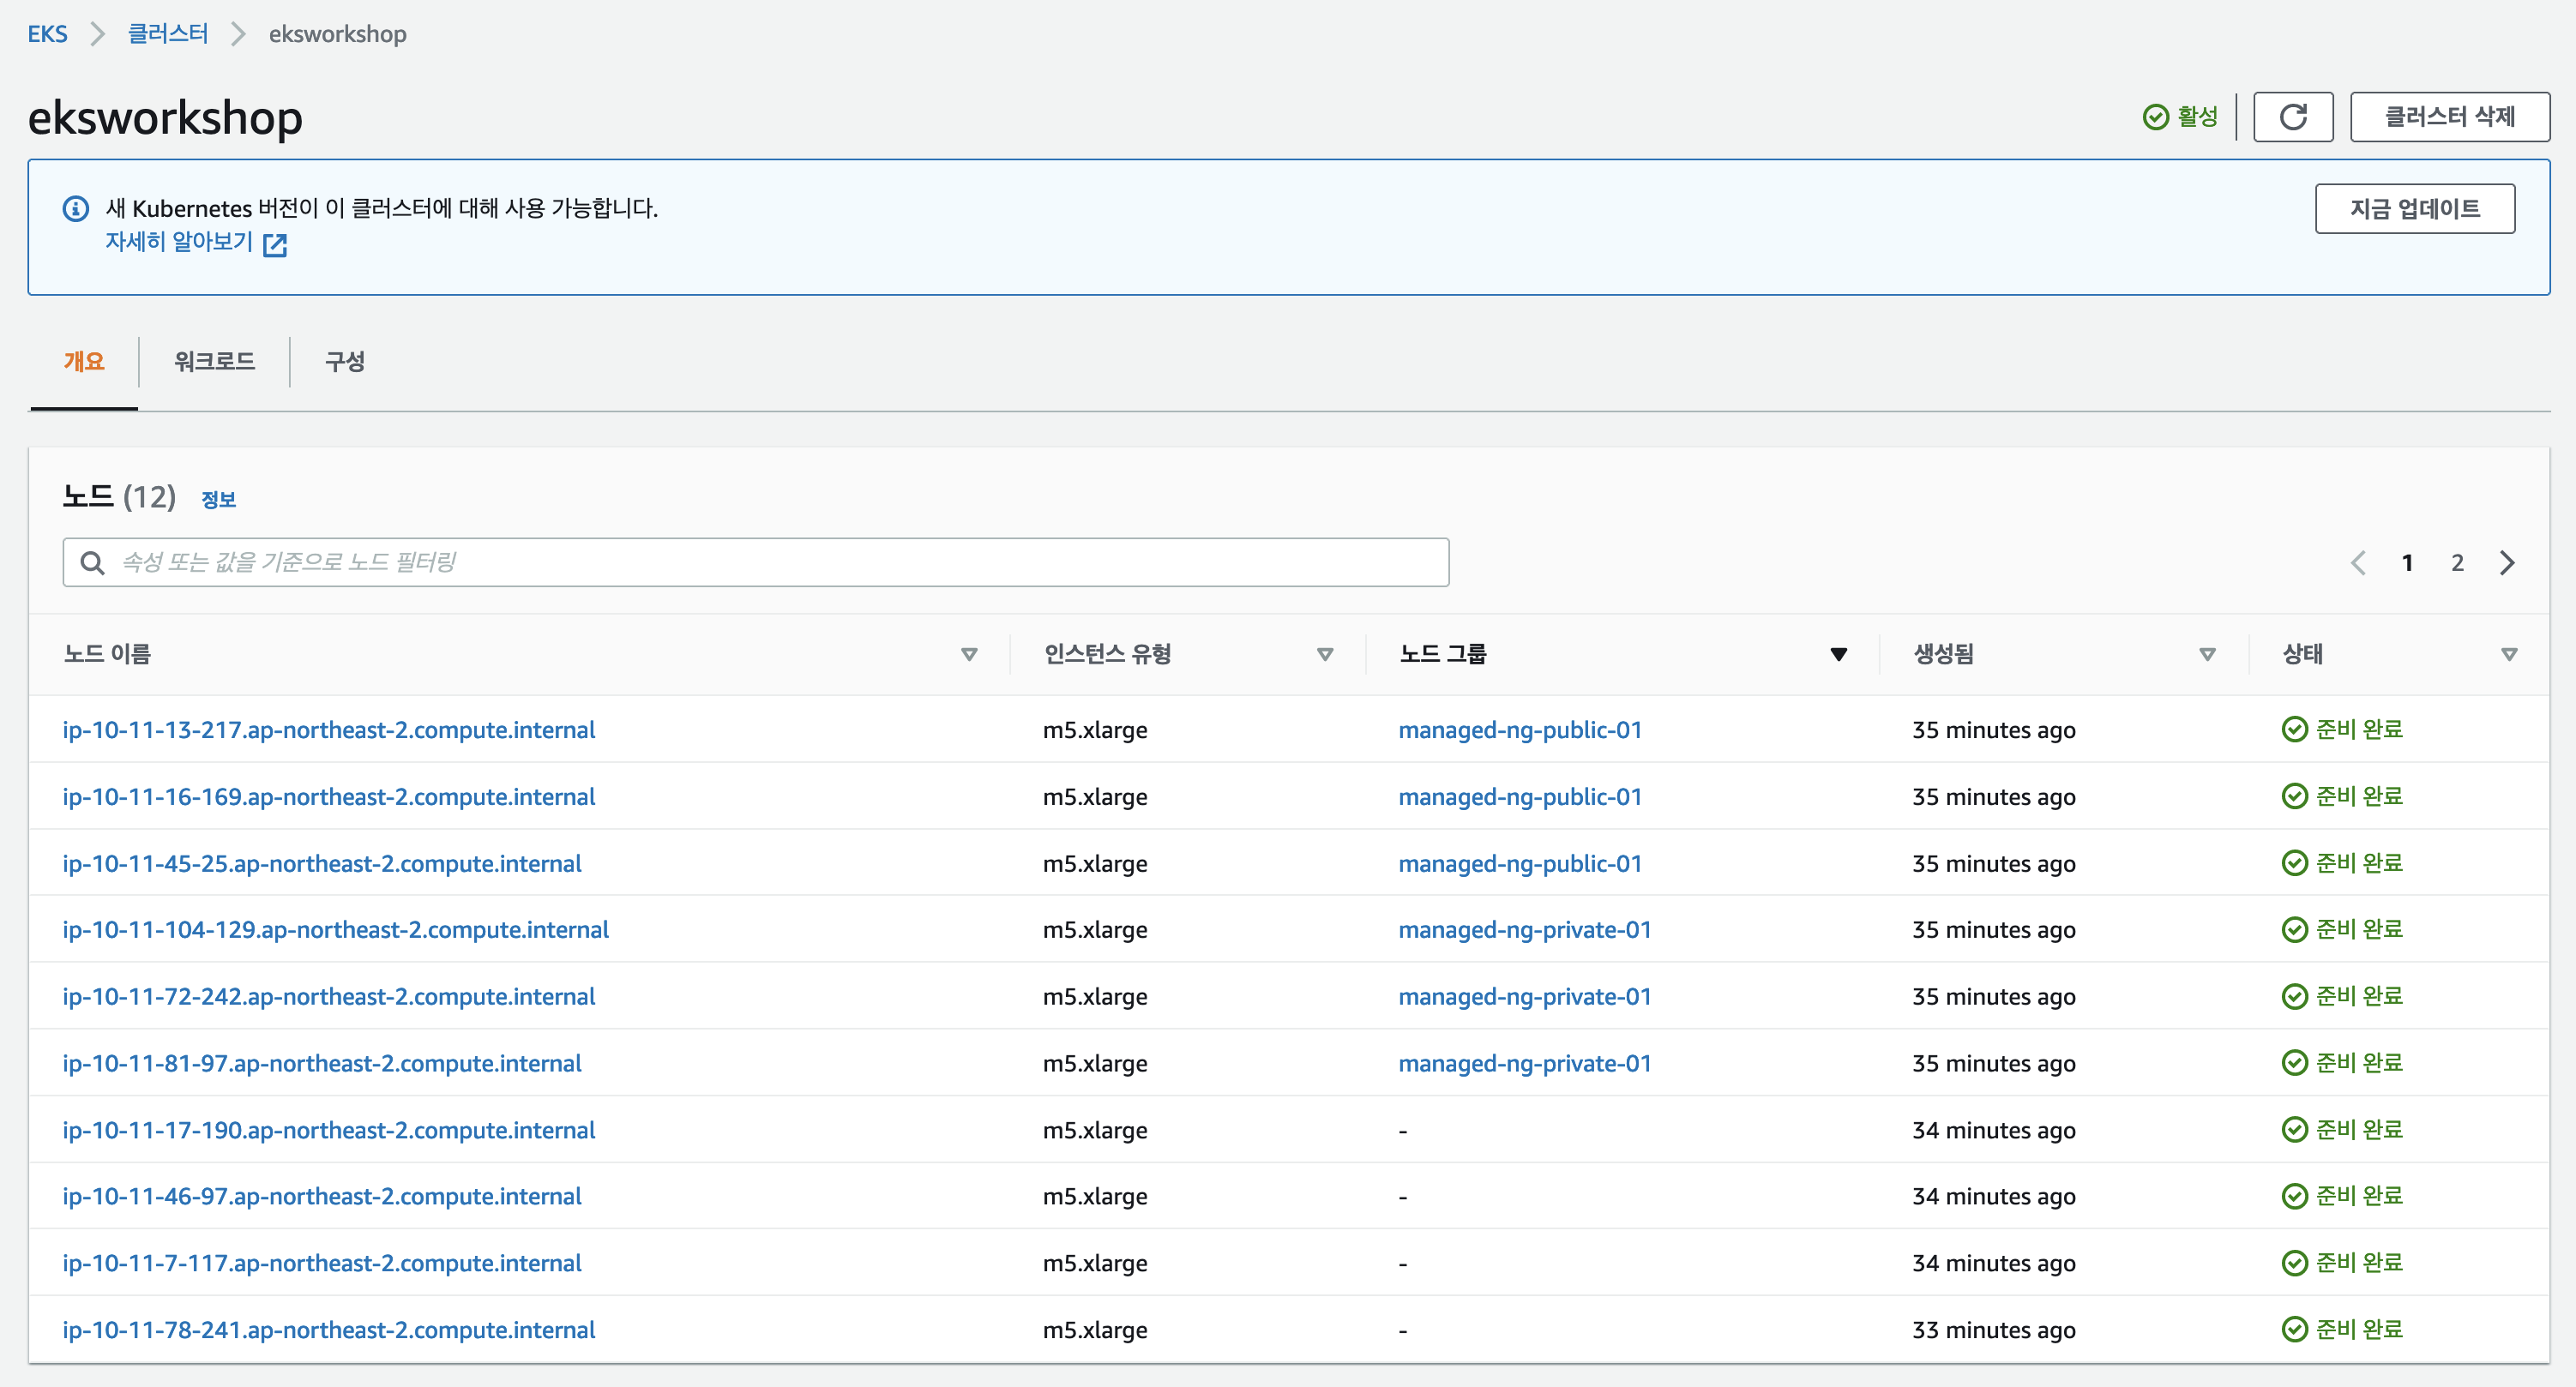 EKS 클러스터 eksworkshop
eksworkshop
활성 클러스터 삭제
새 Kubernetes 버전이 이 클러스터에 대해 사용 가능합니다. 지금 업데이트
자세히 알아보기
개요 워크로드 구성
노드 (12) 정보
속성 또는 값을 기준으로 노드 필터링 1 2
노드 이름 인스턴스 유형 노드 그룹 생성됨 상태
ip-10-11-13-217.ap-northeast-2.compute.internal m5.xlarge managed-ng-public-01 35 minutes ago 준비 완료
ip-10-11-16-169.ap-northeast-2.compute.internal m5.xlarge managed-ng-public-01 35 minutes ago 준비 완료
ip-10-11-45-25.ap-northeast-2.compute.internal m5.xlarge managed-ng-public-01 35 minutes ago 준비 완료
ip-10-11-104-129.ap-northeast-2.compute.internal m5.xlarge managed-ng-private-01 35 minutes ago 준비 완료
ip-10-11-72-242.ap-northeast-2.compute.internal m5.xlarge managed-ng-private-01 35 minutes ago 준비 완료
ip-10-11-81-97.ap-northeast-2.compute.internal m5.xlarge managed-ng-private-01 35 minutes ago 준비 완료
ip-10-11-17-190.ap-northeast-2.compute.internal m5.xlarge - 34 minutes ago 준비 완료
ip-10-11-46-97.ap-northeast-2.compute.internal m5.xlarge - 34 minutes ago 준비 완료
ip-10-11-7-117.ap-northeast-2.compute.internal m5.xlarge - 34 minutes ago 준비 완료
ip-10-11-78-241.ap-northeast-2.compute.internal m5.xlarge - 33 minutes ago 준비 완료